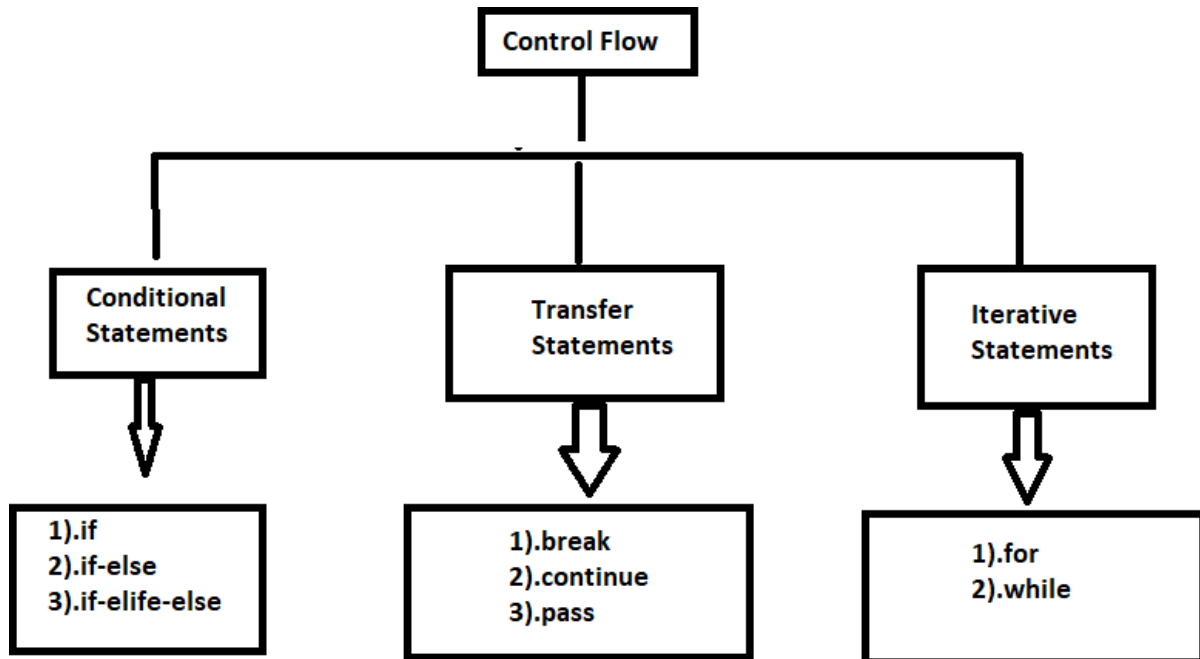 Control Flow
Conditional
Statements
Transfer
Statements
Iterative
Statements
1).if
2).if-else
3).if-elife-else
1).break
2).continue
3).pass
1).for
2).while